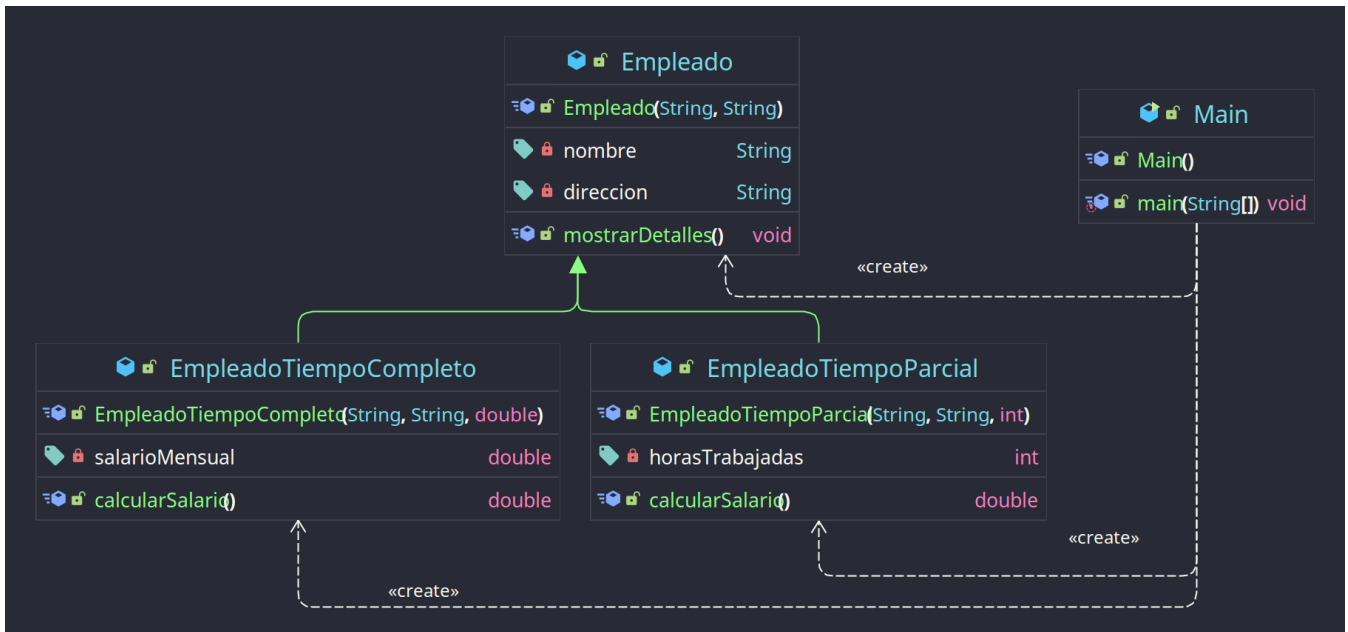 Empleado
Empleado(String, String)
nombre String
direccion String
mostrarDetalles() void
Main
Main()
main(String[]) void
«create»
EmpleadoTiempoCompleto
EmpleadoTiempoCompleto(String, String, double)
salarioMensual double
calcularSalario() double
EmpleadoTiempoParcial
EmpleadoTiempoParcial(String, String, int)
horasTrabajadas int
calcularSalario() double
«create»
«create»